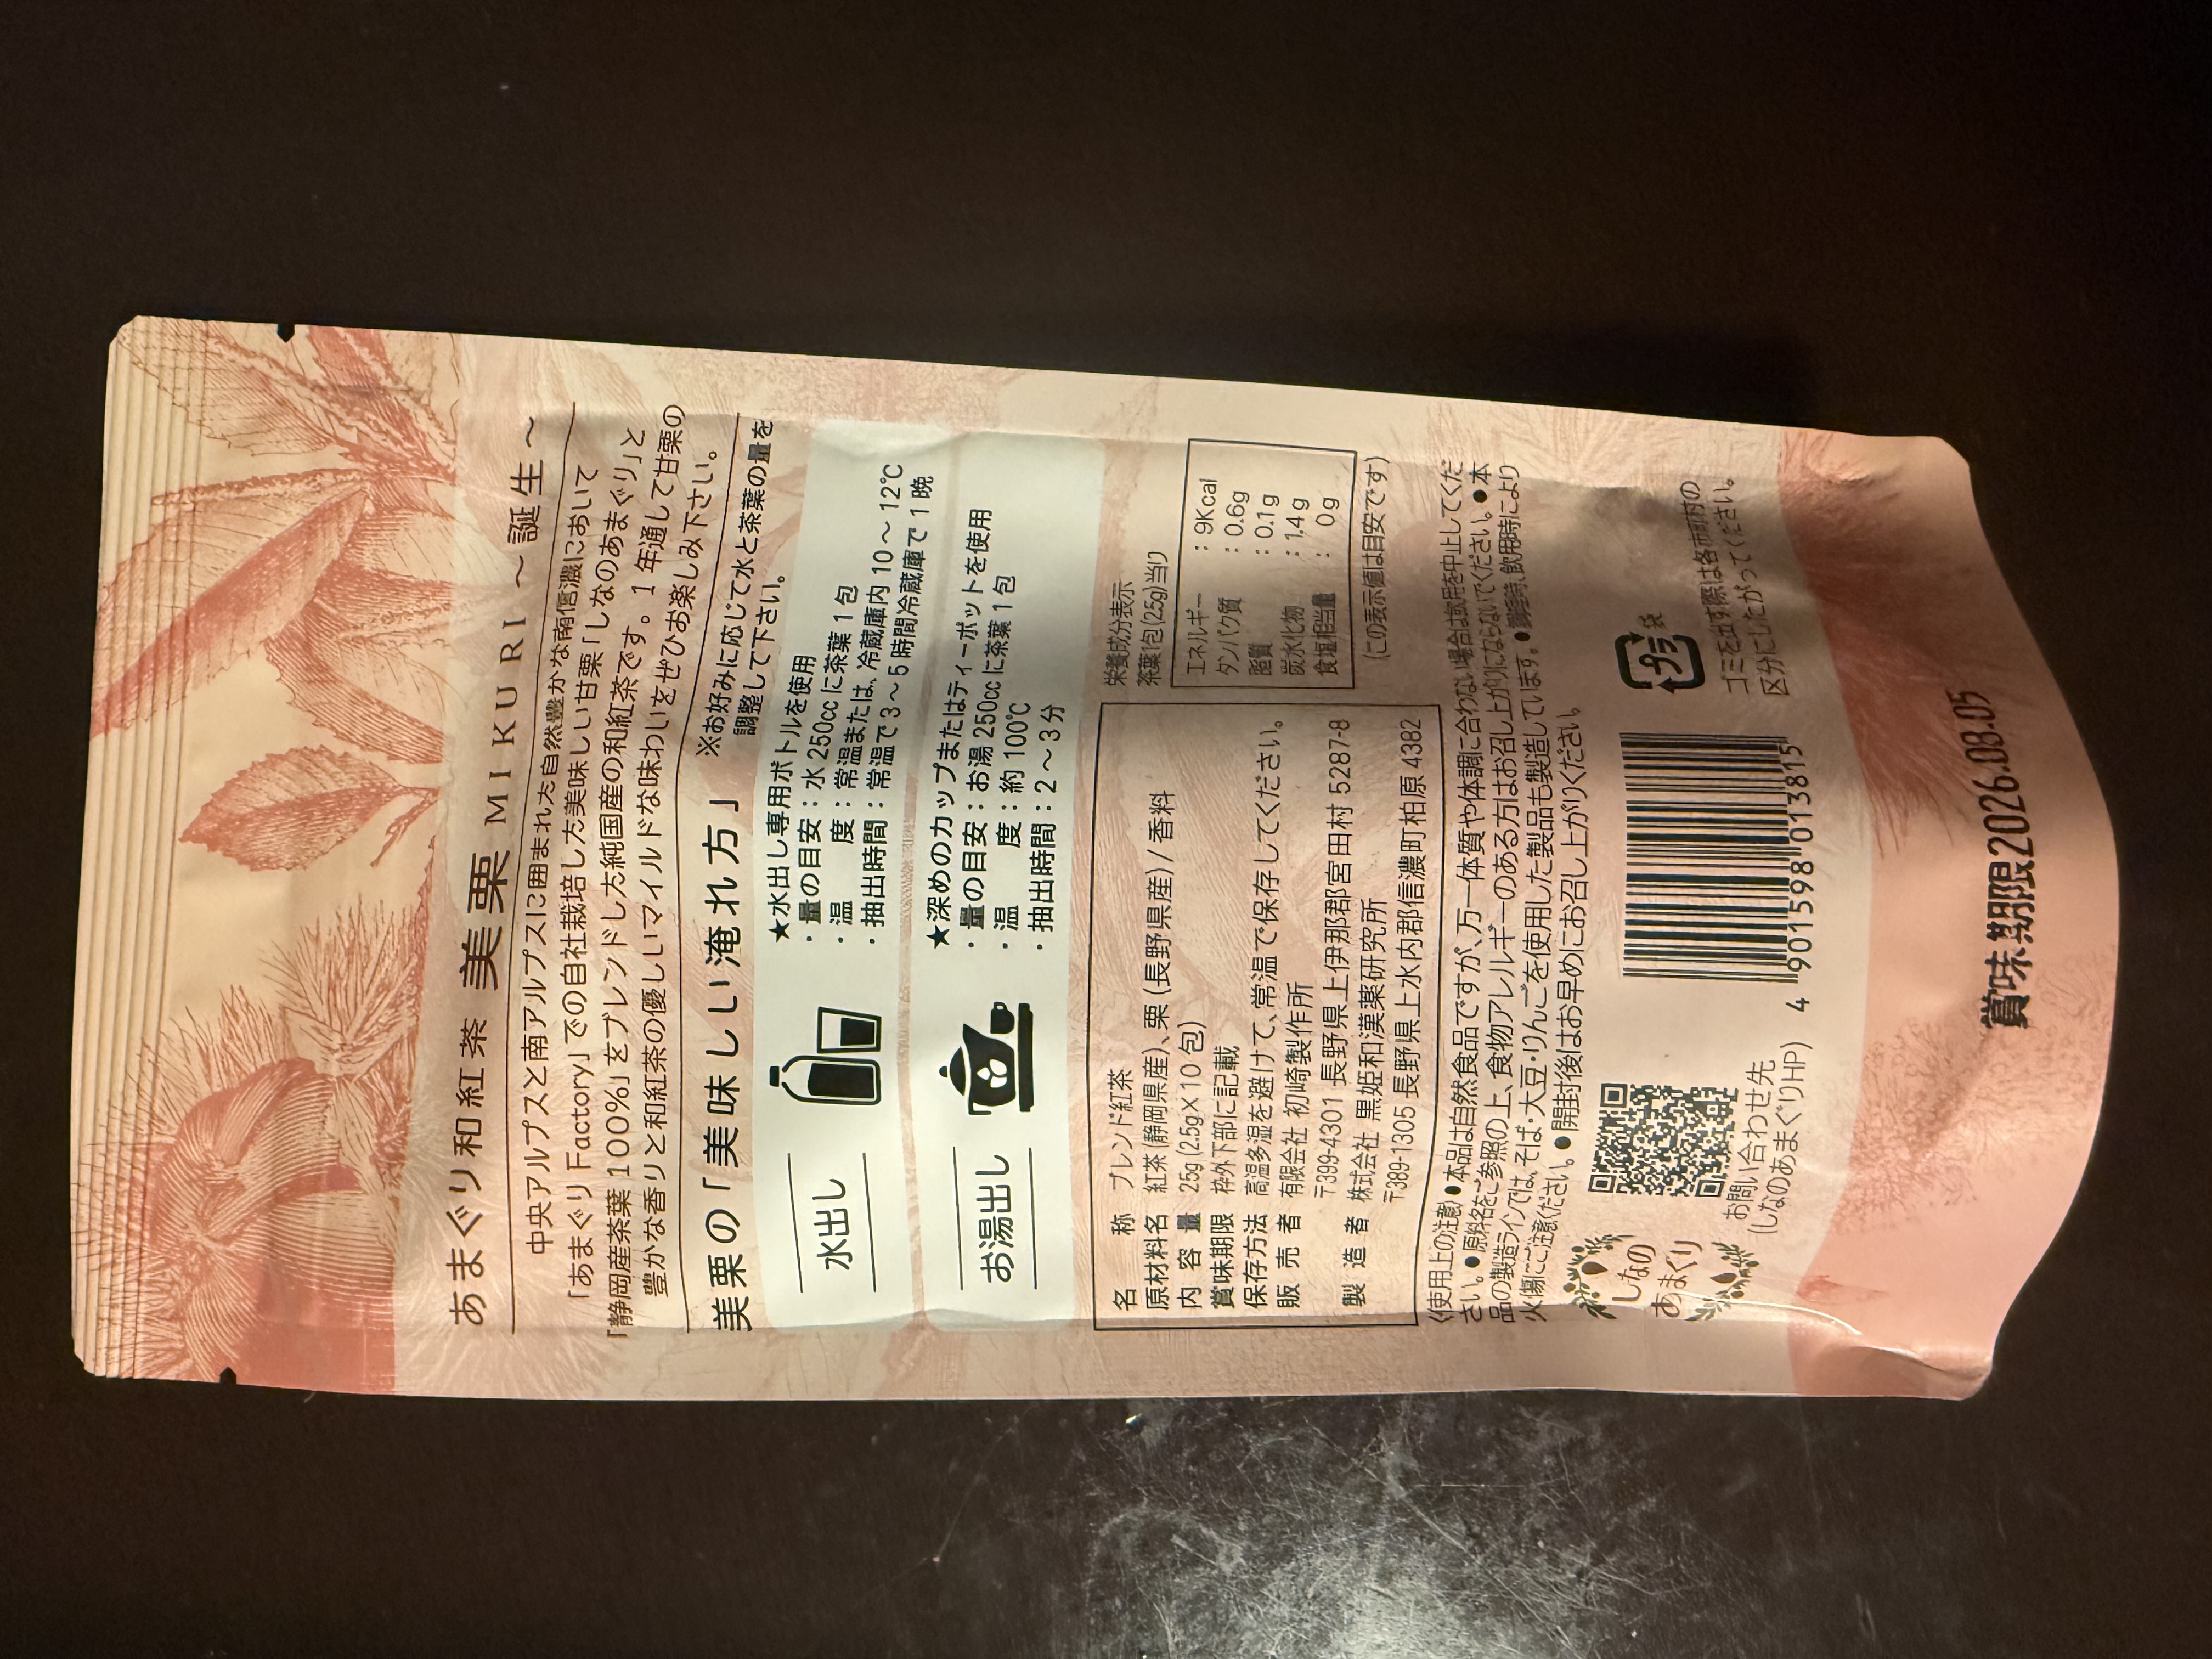 あまぐり和紅茶 美栗 MIKURI ～誕生～
中央アルプスと南アルプスに囲まれた自然豊かな南信濃において
「あまぐり Factory」での自社栽培した美味しい甘栗「しなのあまぐり」と
「静岡産茶葉 100%」をブレンドした純国産の和紅茶です。1 年通して甘栗の
豊かな香りと和紅茶の優しいマイルドな味わいをぜひお楽しみ下さい。
美栗の「美味しい淹れ方」
※お好みに応じて水と茶葉の量を
調整して下さい。
水出し
★水出し専用ボトルを使用
・量の目安：水 250cc に茶葉 1 包
・温　度：常温または、冷蔵庫内 10 ～ 12℃
・抽出時間：常温で 3 ～ 5 時間冷蔵庫で 1 晩
お湯出し
★深めのカップまたはティーポットを使用
・量の目安：お湯 250cc に茶葉 1 包
・温　度：約 100℃
・抽出時間：2 ～ 3 分
名　称　ブレンド紅茶
原材料名　紅茶（静岡県産）、栗（長野県産）/ 香料
内容量　25g（2.5g×10 包）
賞味期限　枠外下部に記載
保存方法　高温多湿を避けて、常温で保存してください。
販売者　有限会社 初崎製作所
〒399-4301 長野県上伊那郡宮田村 5287-8
製造者　株式会社 黒姫和漢薬研究所
〒389-1305 長野県上水内郡信濃町柏原 4382
栄養成分表示
茶葉1包(2.5g)当り
エネルギー：9Kcal
タンパク質：0.6g
脂質：0.1g
炭水化物：1.4g
食塩相当量：0g
(この表示値は目安です)
〈使用上の注意〉●本品は自然食品ですが、万一体質や体調に合わない場合は飲用を中止してくだ
さい。●原料名をご参照の上、食物アレルギーのある方はお召し上がりにならないでください。●本
品の製造ラインでは、そば・大豆・りんごを使用した製品も製造しています。●調理時、飲用時により
火傷にご注意ください。●開封後はお早めにお召し上がりください。
しなの
あまぐり
お問い合わせ先
(しなのあまぐりHP)
4 901598 013815
プラ
袋
ゴミを出す際は各市町村の
区分にしたがってください。
賞味期限2026.08.05